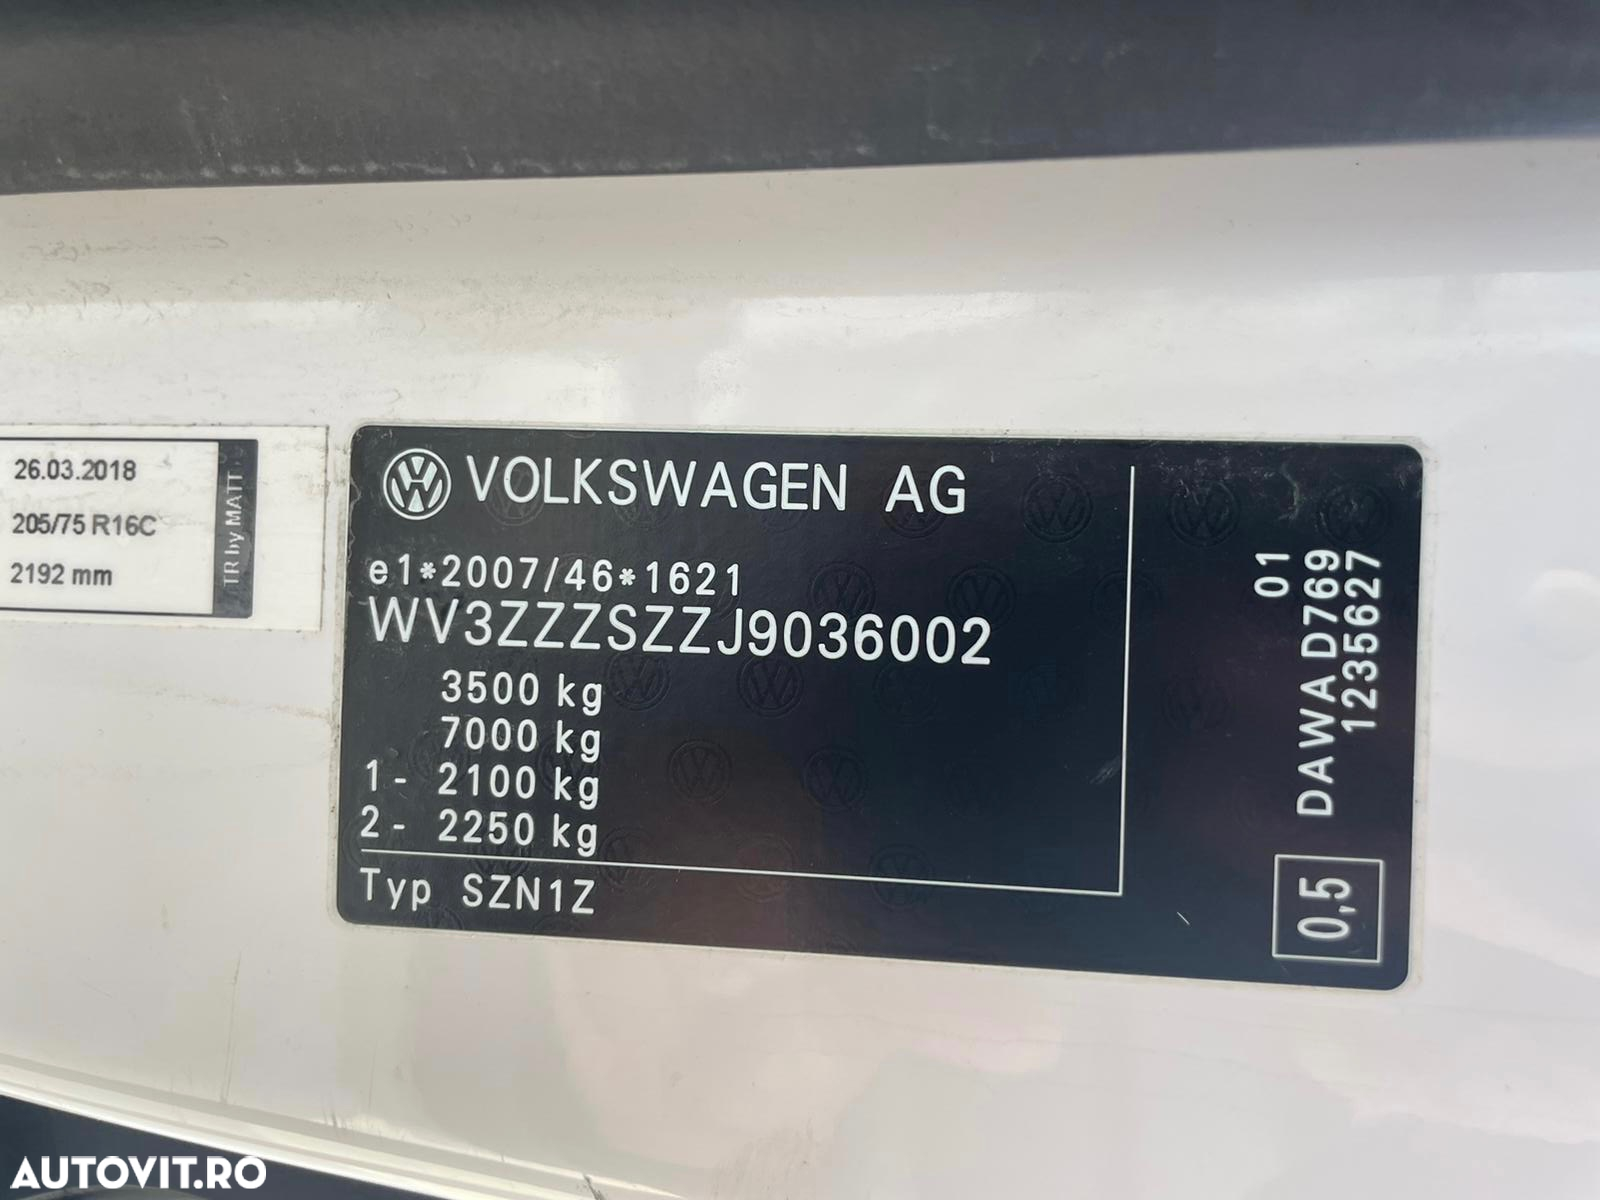 26.03.2018
205/75 R16C
2192 mm
TR by MATT
VOLKSWAGEN AG
e1*2007/46*1621
WV3ZZZSZZJ9036002
3500 kg
7000 kg
1- 2100 kg
2- 2250 kg
Typ SZN1Z
01
DAWA D769
1235627
0,5
AUTOVIT.RO